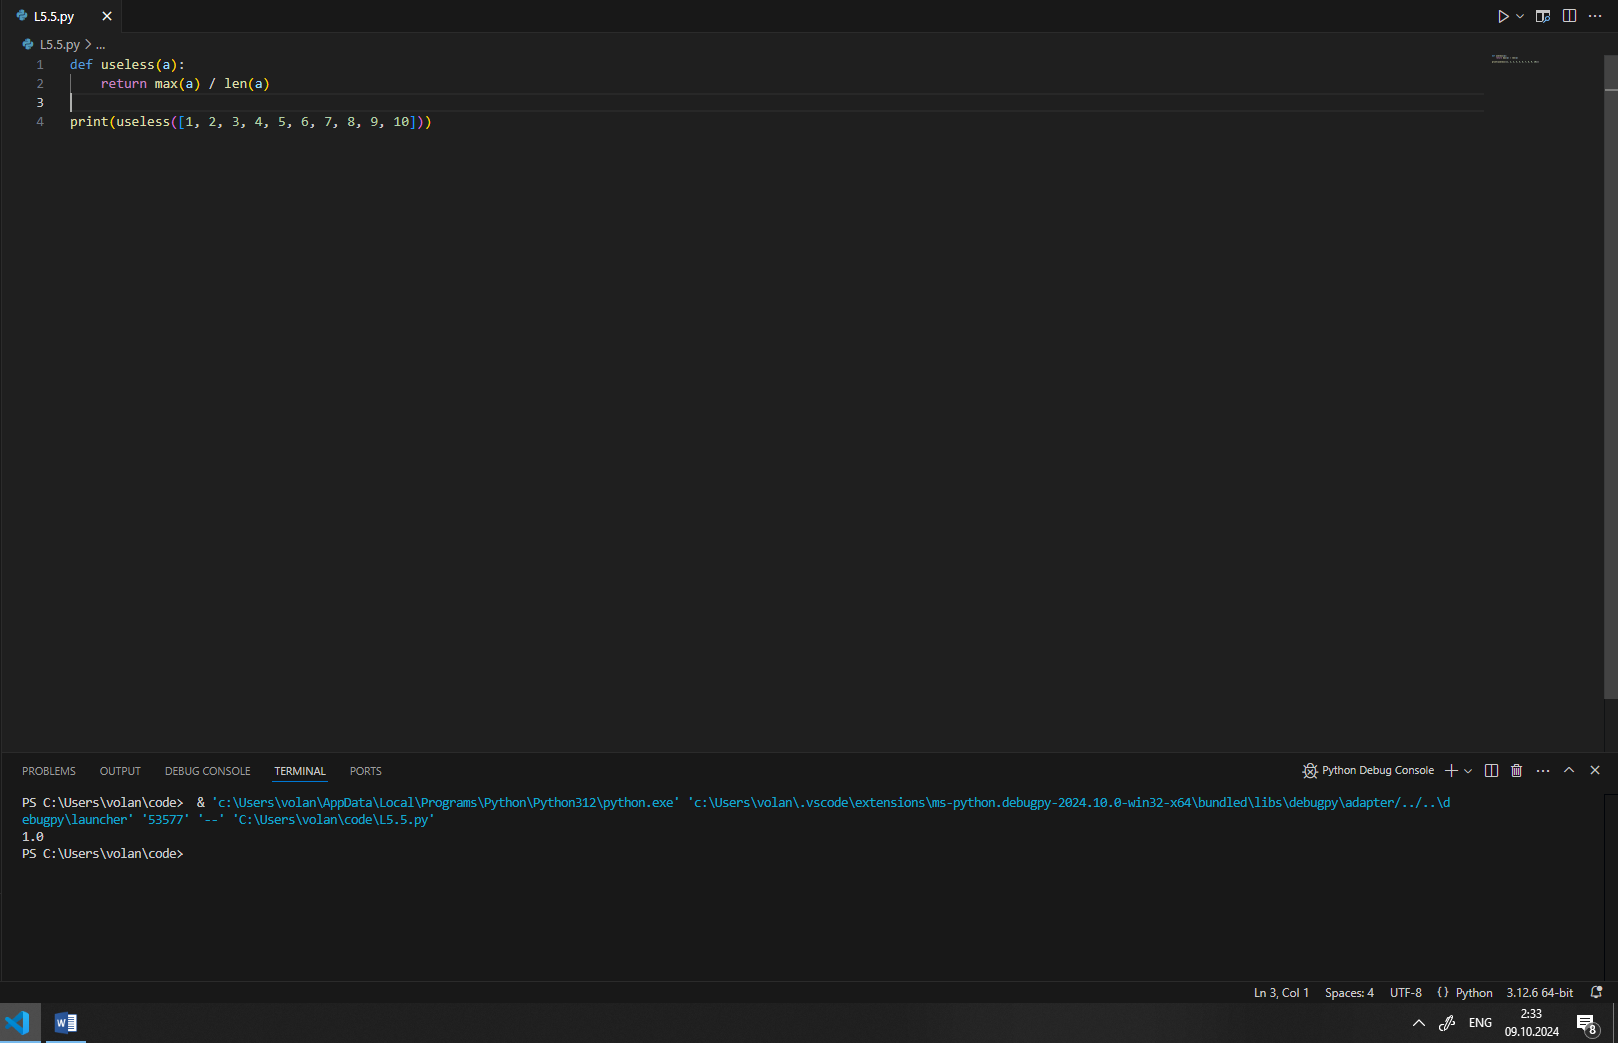 L5.5.py
L5.5.py > ...
1 def useless(a):
2     return max(a) / len(a)
3
4 print(useless([1, 2, 3, 4, 5, 6, 7, 8, 9, 10]))
PROBLEMS OUTPUT DEBUG CONSOLE TERMINAL PORTS Python Debug Console
PS C:\Users\volan\code>  & 'c:\Users\volan\AppData\Local\Programs\Python\Python312\python.exe' 'c:\Users\volan\.vscode\extensions\ms-python.debugpy-2024.10.0-win32-x64\bundled\libs\debugpy\adapter/../..\d
ebugpy\launcher' '53577' '--' 'C:\Users\volan\code\L5.5.py'
1.0
PS C:\Users\volan\code>
Ln 3, Col 1 Spaces: 4 UTF-8 {} Python 3.12.6 64-bit
W ENG 2:33
09.10.2024 8